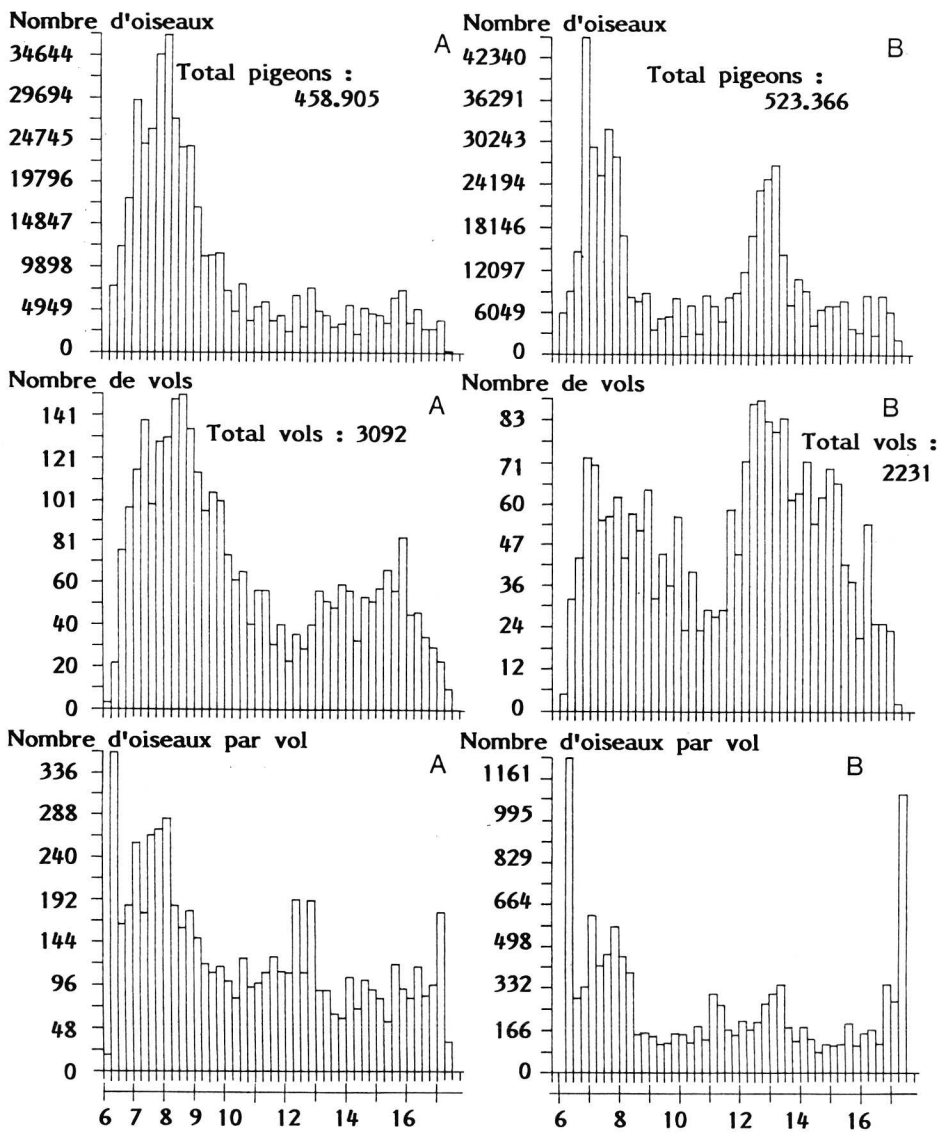 Nombre d'oiseaux
A
34644
29694
24745
19796
14847
9898
4949
0
Total pigeons :
458.905
Nombre d'oiseaux
B
42340
36291
30243
24194
18146
12097
6049
0
Total pigeons :
523.366
Nombre de vols
A
141
121
101
81
60
40
20
0
Total vols : 3092
Nombre de vols
B
83
71
60
47
36
24
12
0
Total vols :
2231
Nombre d'oiseaux par vol
A
336
288
240
192
144
96
48
0
6 7 8 9 10 12 14 16
Nombre d'oiseaux par vol
B
1161
995
829
664
498
332
166
0
6 8 10 12 14 16